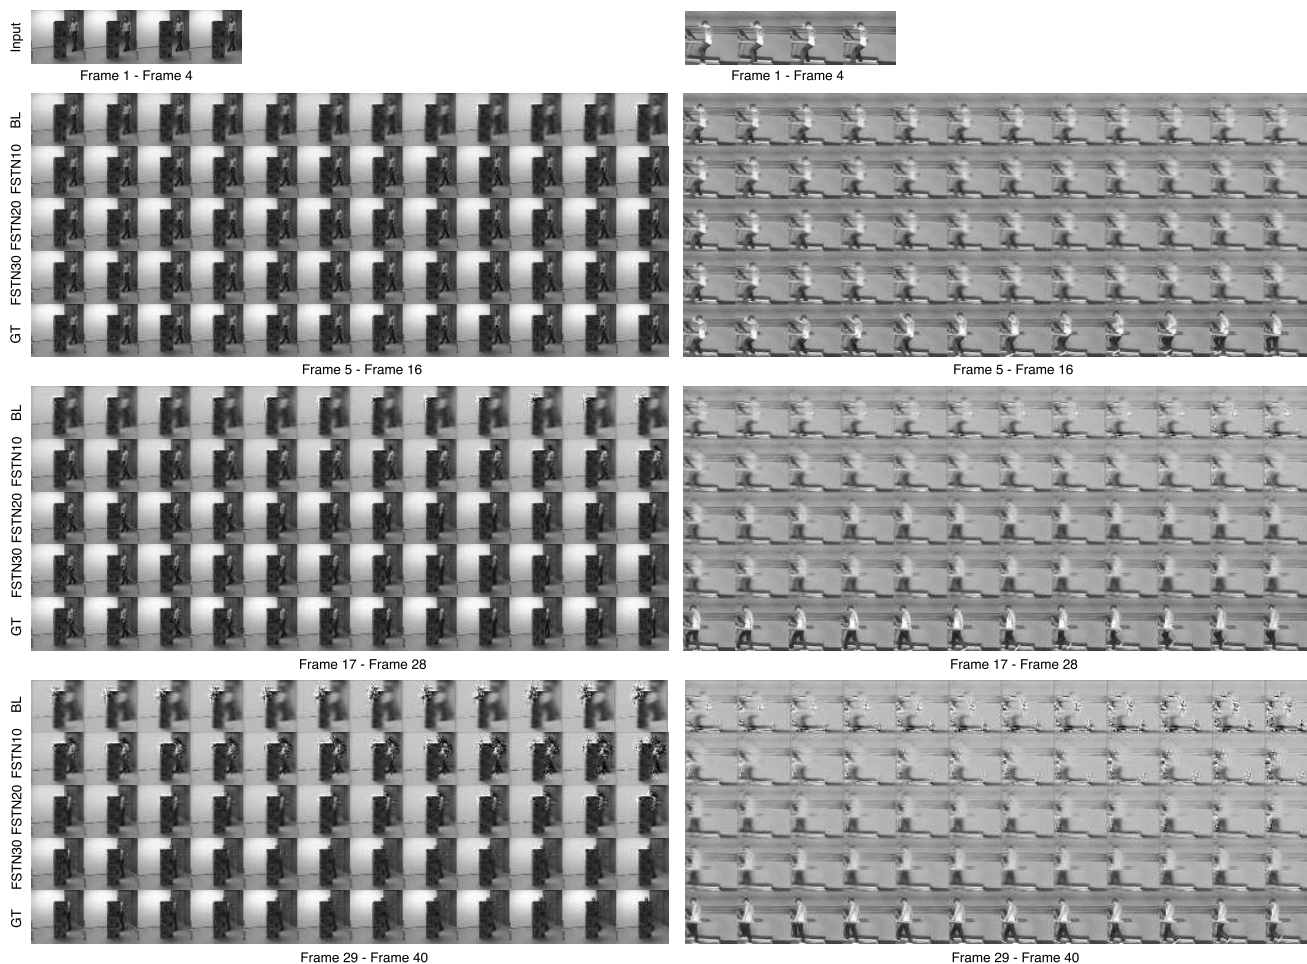 Input
Frame 1 - Frame 4
Frame 1 - Frame 4
BL
FSTN10
FSTN20
FSTN30
GT
Frame 5 - Frame 16
Frame 5 - Frame 16
BL
FSTN10
FSTN20
FSTN30
GT
Frame 17 - Frame 28
Frame 17 - Frame 28
BL
FSTN10
FSTN20
FSTN30
GT
Frame 29 - Frame 40
Frame 29 - Frame 40